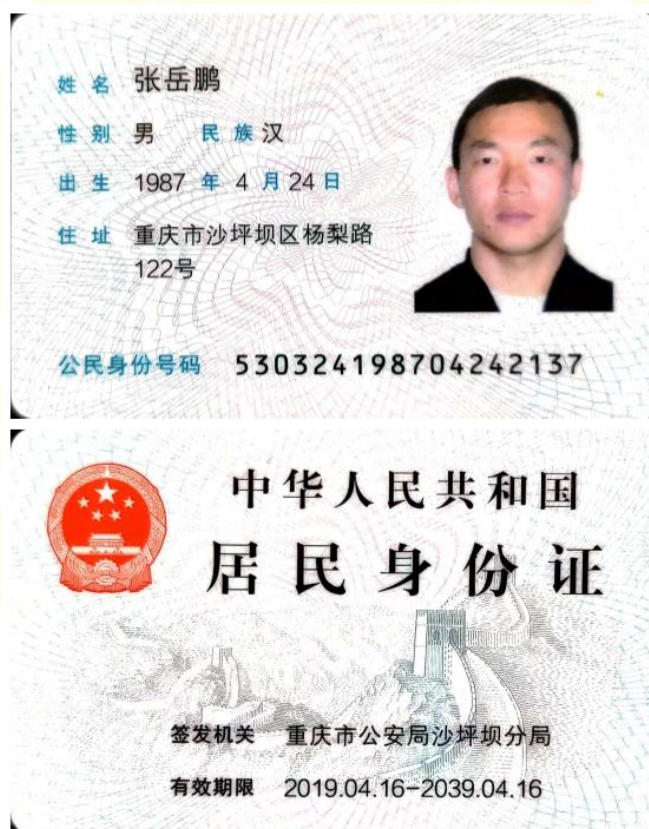 姓名 张岳鹏
性别 男 民族 汉
出生 1987 年 4 月 24 日
住址 重庆市沙坪坝区杨梨路
122号
公民身份号码 530324198704242137
中华人民共和国
居民身份证
签发机关 重庆市公安局沙坪坝分局
有效期限 2019.04.16-2039.04.16